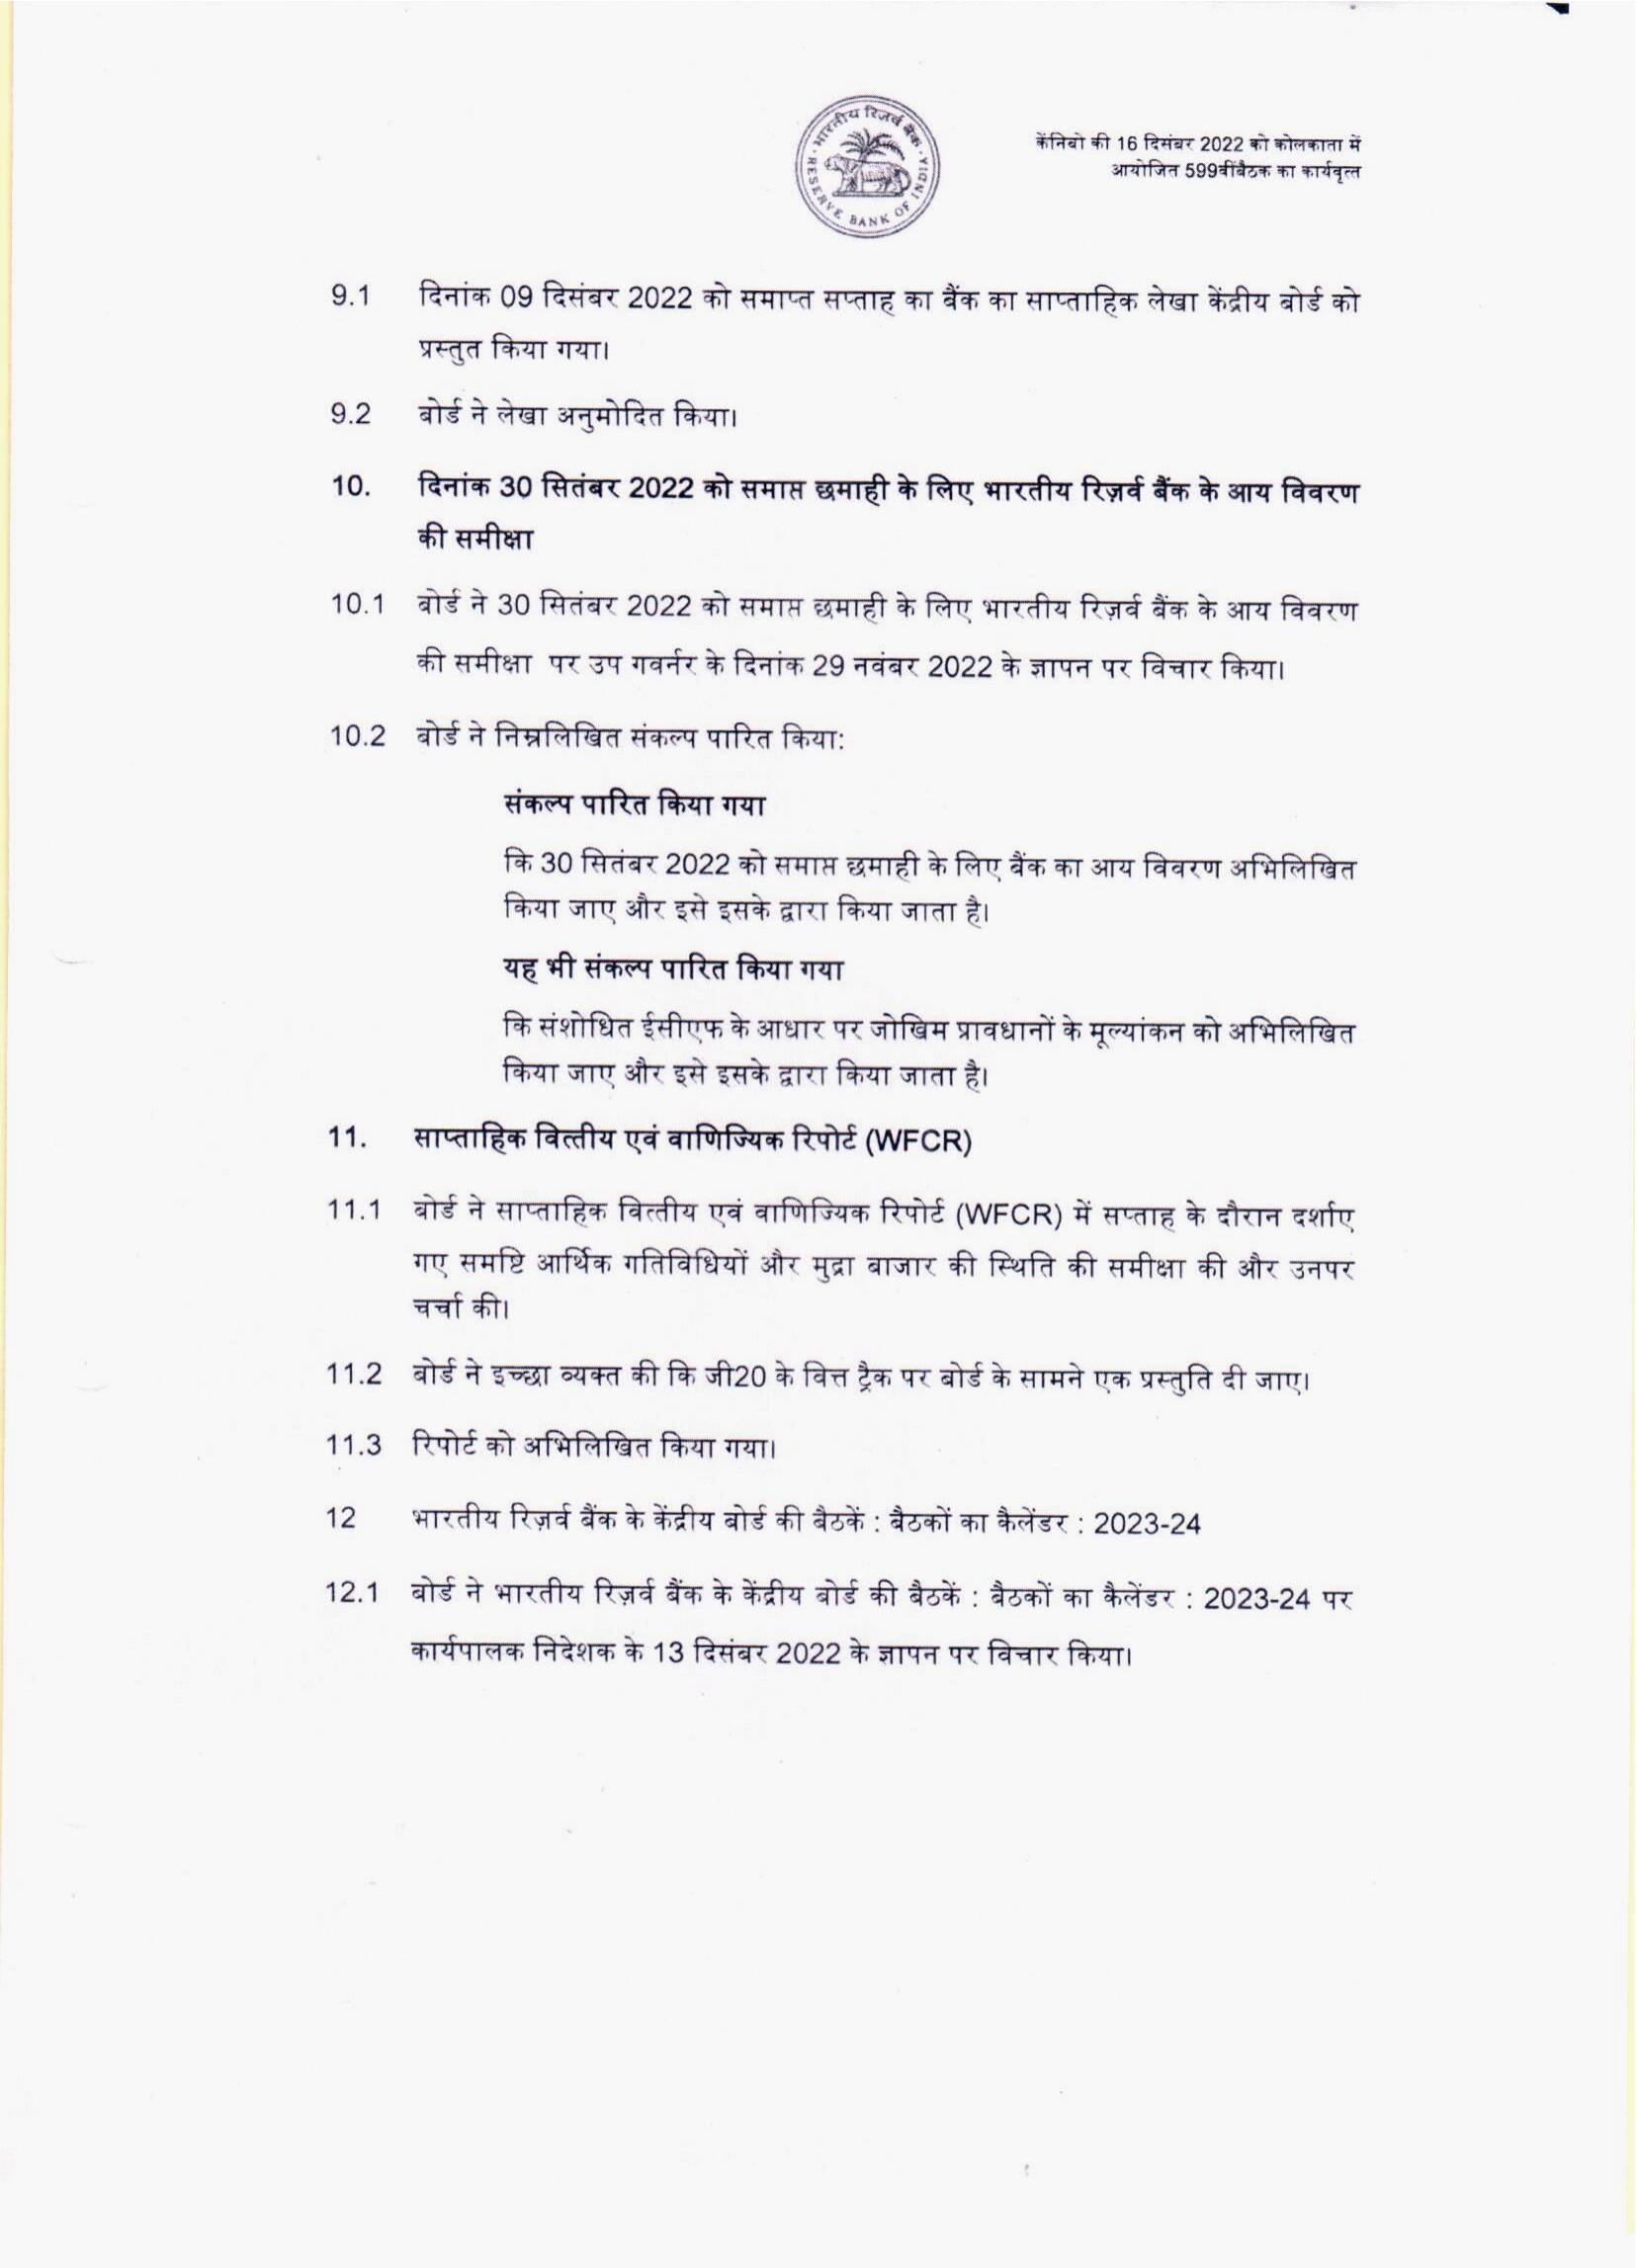 भारतीय रिज़र्व बैंक
RESERVE BANK OF INDIA
केंनिबो की 16 दिसंबर 2022 को कोलकाता में
आयोजित 599वींबैठक का कार्यवृत्त
9.1 दिनांक 09 दिसंबर 2022 को समाप्त सप्ताह का बैंक का साप्ताहिक लेखा केंद्रीय बोर्ड को
प्रस्तुत किया गया।
9.2 बोर्ड ने लेखा अनुमोदित किया।
10. दिनांक 30 सितंबर 2022 को समाप्त छमाही के लिए भारतीय रिज़र्व बैंक के आय विवरण
की समीक्षा
10.1 बोर्ड ने 30 सितंबर 2022 को समाप्त छमाही के लिए भारतीय रिज़र्व बैंक के आय विवरण
की समीक्षा पर उप गवर्नर के दिनांक 29 नवंबर 2022 के ज्ञापन पर विचार किया।
10.2 बोर्ड ने निम्नलिखित संकल्प पारित किया:
संकल्प पारित किया गया
कि 30 सितंबर 2022 को समाप्त छमाही के लिए बैंक का आय विवरण अभिलिखित
किया जाए और इसे इसके द्वारा किया जाता है।
यह भी संकल्प पारित किया गया
कि संशोधित ईसीएफ के आधार पर जोखिम प्रावधानों के मूल्यांकन को अभिलिखित
किया जाए और इसे इसके द्वारा किया जाता है।
11. साप्ताहिक वित्तीय एवं वाणिज्यिक रिपोर्ट (WFCR)
11.1 बोर्ड ने साप्ताहिक वित्तीय एवं वाणिज्यिक रिपोर्ट (WFCR) में सप्ताह के दौरान दर्शाए
गए समष्टि आर्थिक गतिविधियों और मुद्रा बाजार की स्थिति की समीक्षा की और उनपर
चर्चा की।
11.2 बोर्ड ने इच्छा व्यक्त की कि जी20 के वित्त ट्रैक पर बोर्ड के सामने एक प्रस्तुति दी जाए।
11.3 रिपोर्ट को अभिलिखित किया गया।
12 भारतीय रिज़र्व बैंक के केंद्रीय बोर्ड की बैठकें : बैठकों का कैलेंडर : 2023-24
12.1 बोर्ड ने भारतीय रिज़र्व बैंक के केंद्रीय बोर्ड की बैठकें : बैठकों का कैलेंडर : 2023-24 पर
कार्यपालक निदेशक के 13 दिसंबर 2022 के ज्ञापन पर विचार किया।